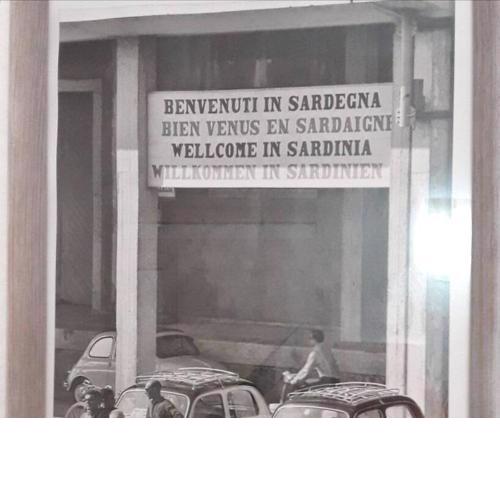 BENVENUTI IN SARDEGNA
BIEN VENUS EN SARDAIGNE
WELLCOME IN SARDINIA
WILLKOMMEN IN SARDINIEN